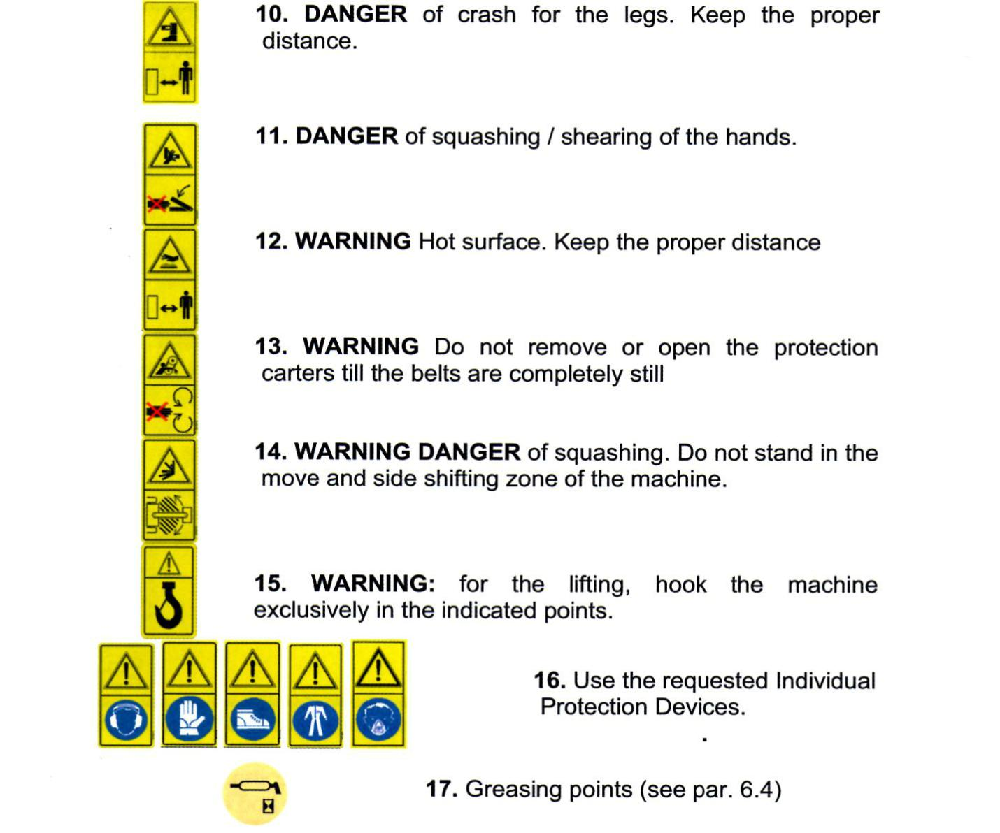 10. DANGER of crash for the legs. Keep the proper
distance.
11. DANGER of squashing / shearing of the hands.
12. WARNING Hot surface. Keep the proper distance
13. WARNING Do not remove or open the protection
carters till the belts are completely still
14. WARNING DANGER of squashing. Do not stand in the
move and side shifting zone of the machine.
15. WARNING: for the lifting, hook the machine
exclusively in the indicated points.
16. Use the requested Individual
Protection Devices.
17. Greasing points (see par. 6.4)